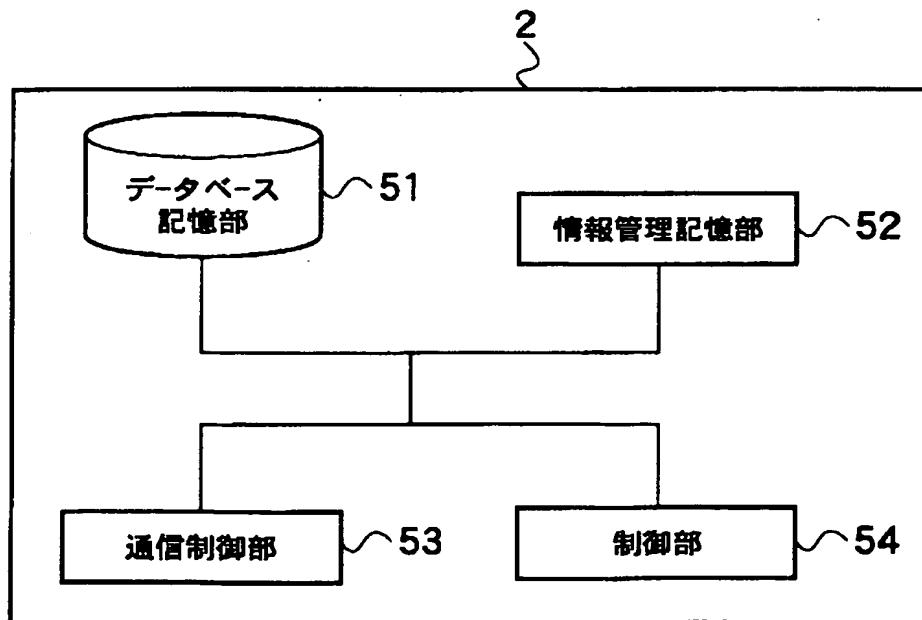 2
データベース
記憶部
51
情報管理記憶部
52
通信制御部
53
制御部
54